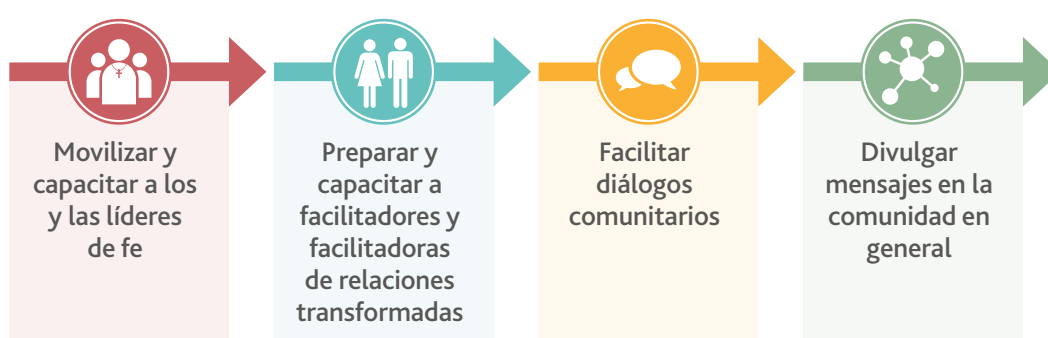 Movilizar y
capacitar a los
y las líderes
de fe
Preparar y
capacitar a
facilitadores y
facilitadoras
de relaciones
transformadas
Facilitar
diálogos
comunitarios
Divulgar
mensajes en la
comunidad en
general